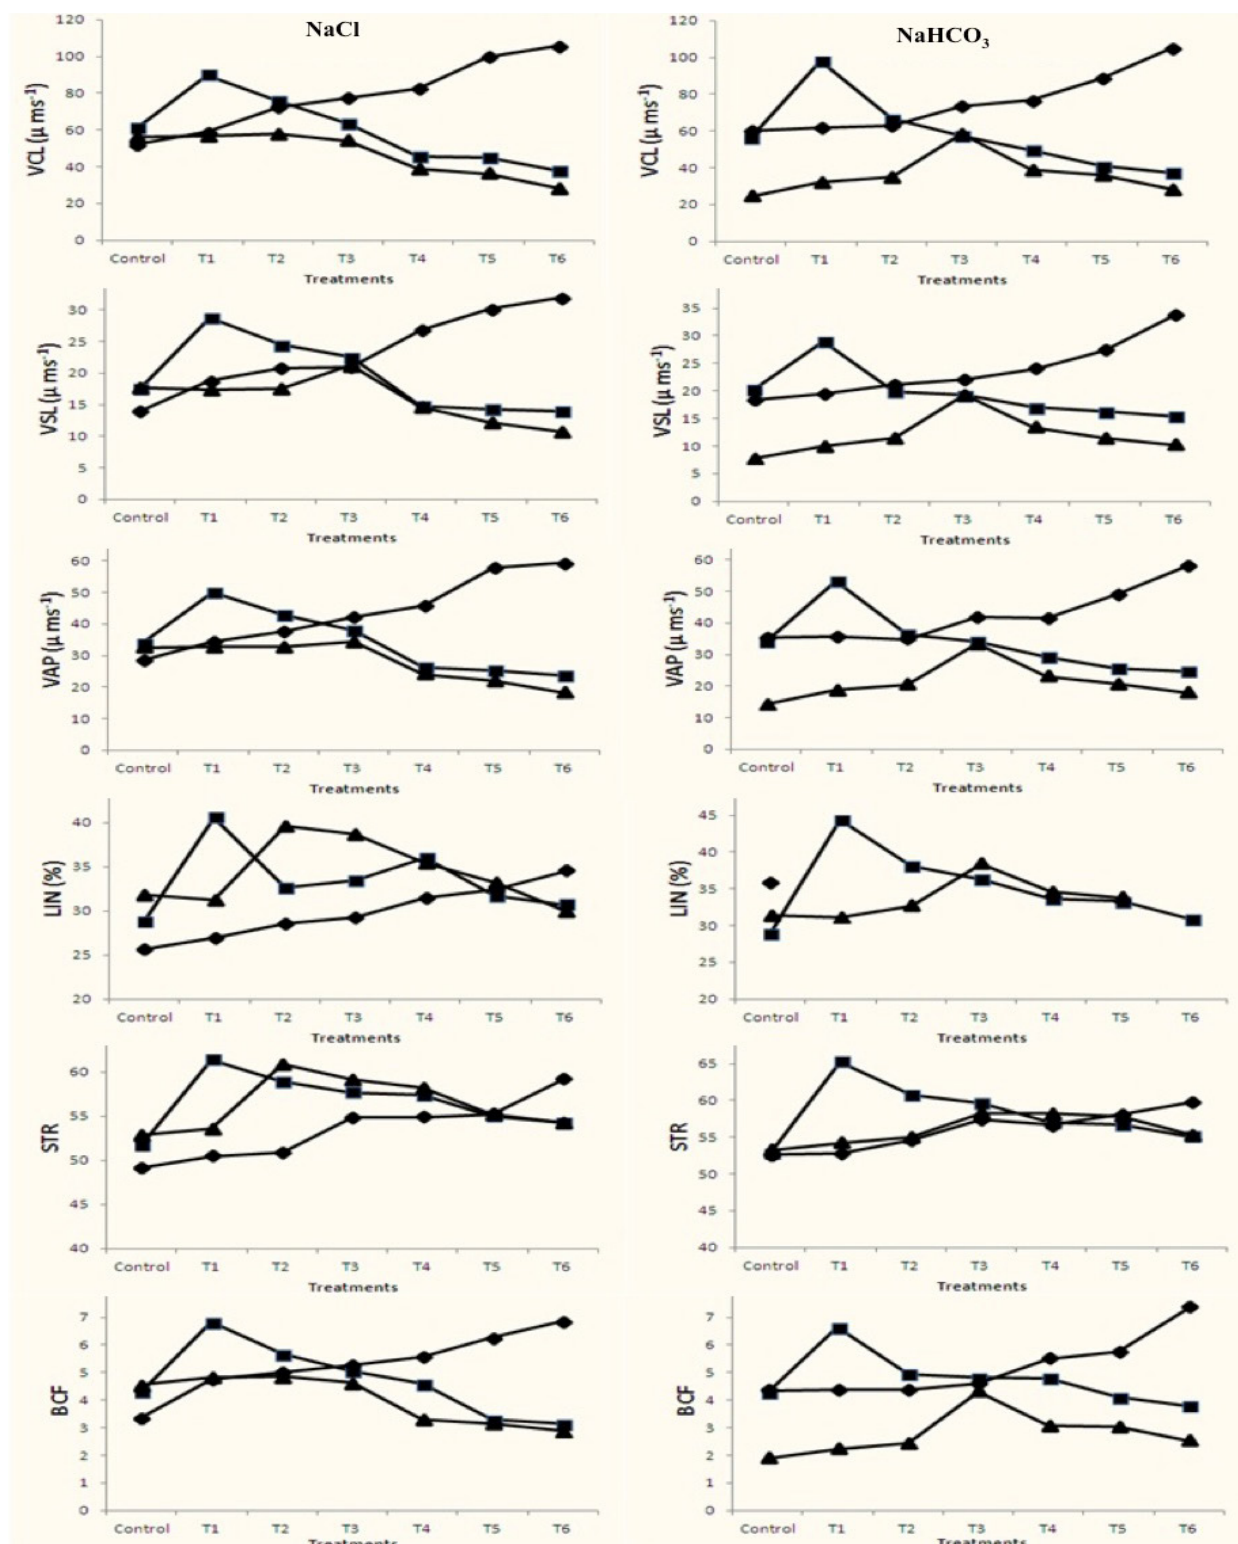 NaCl
120
100
80
60
40
20
0
VCL (μ ms⁻¹)
Control T1 T2 T3 T4 T5 T6
Treatments
NaHCO₃
120
100
80
60
40
20
0
VCL (μ ms⁻¹)
Control T1 T2 T3 T4 T5 T6
Treatments
30
25
20
15
10
5
0
VSL (μ ms⁻¹)
Control T1 T2 T3 T4 T5 T6
Treatments
35
30
25
20
15
10
5
0
VSL (μ ms⁻¹)
Control T1 T2 T3 T4 T5 T6
Treatments
60
50
40
30
20
10
0
VAP (μ ms⁻¹)
Control T1 T2 T3 T4 T5 T6
Treatments
60
50
40
30
20
10
0
VAP (μ ms⁻¹)
Control T1 T2 T3 T4 T5 T6
Treatments
40
35
30
25
20
LIN (%)
Control T1 T2 T3 T4 T5 T6
Treatments
45
40
35
30
25
20
LIN (%)
Control T1 T2 T3 T4 T5 T6
Treatments
60
55
50
45
40
STR
Control T1 T2 T3 T4 T5 T6
Treatments
65
60
55
50
45
40
STR
Control T1 T2 T3 T4 T5 T6
Treatments
7
6
5
4
3
2
1
0
BCF
Control T1 T2 T3 T4 T5 T6
Treatments
7
6
5
4
3
2
1
0
BCF
Control T1 T2 T3 T4 T5 T6
Treatments